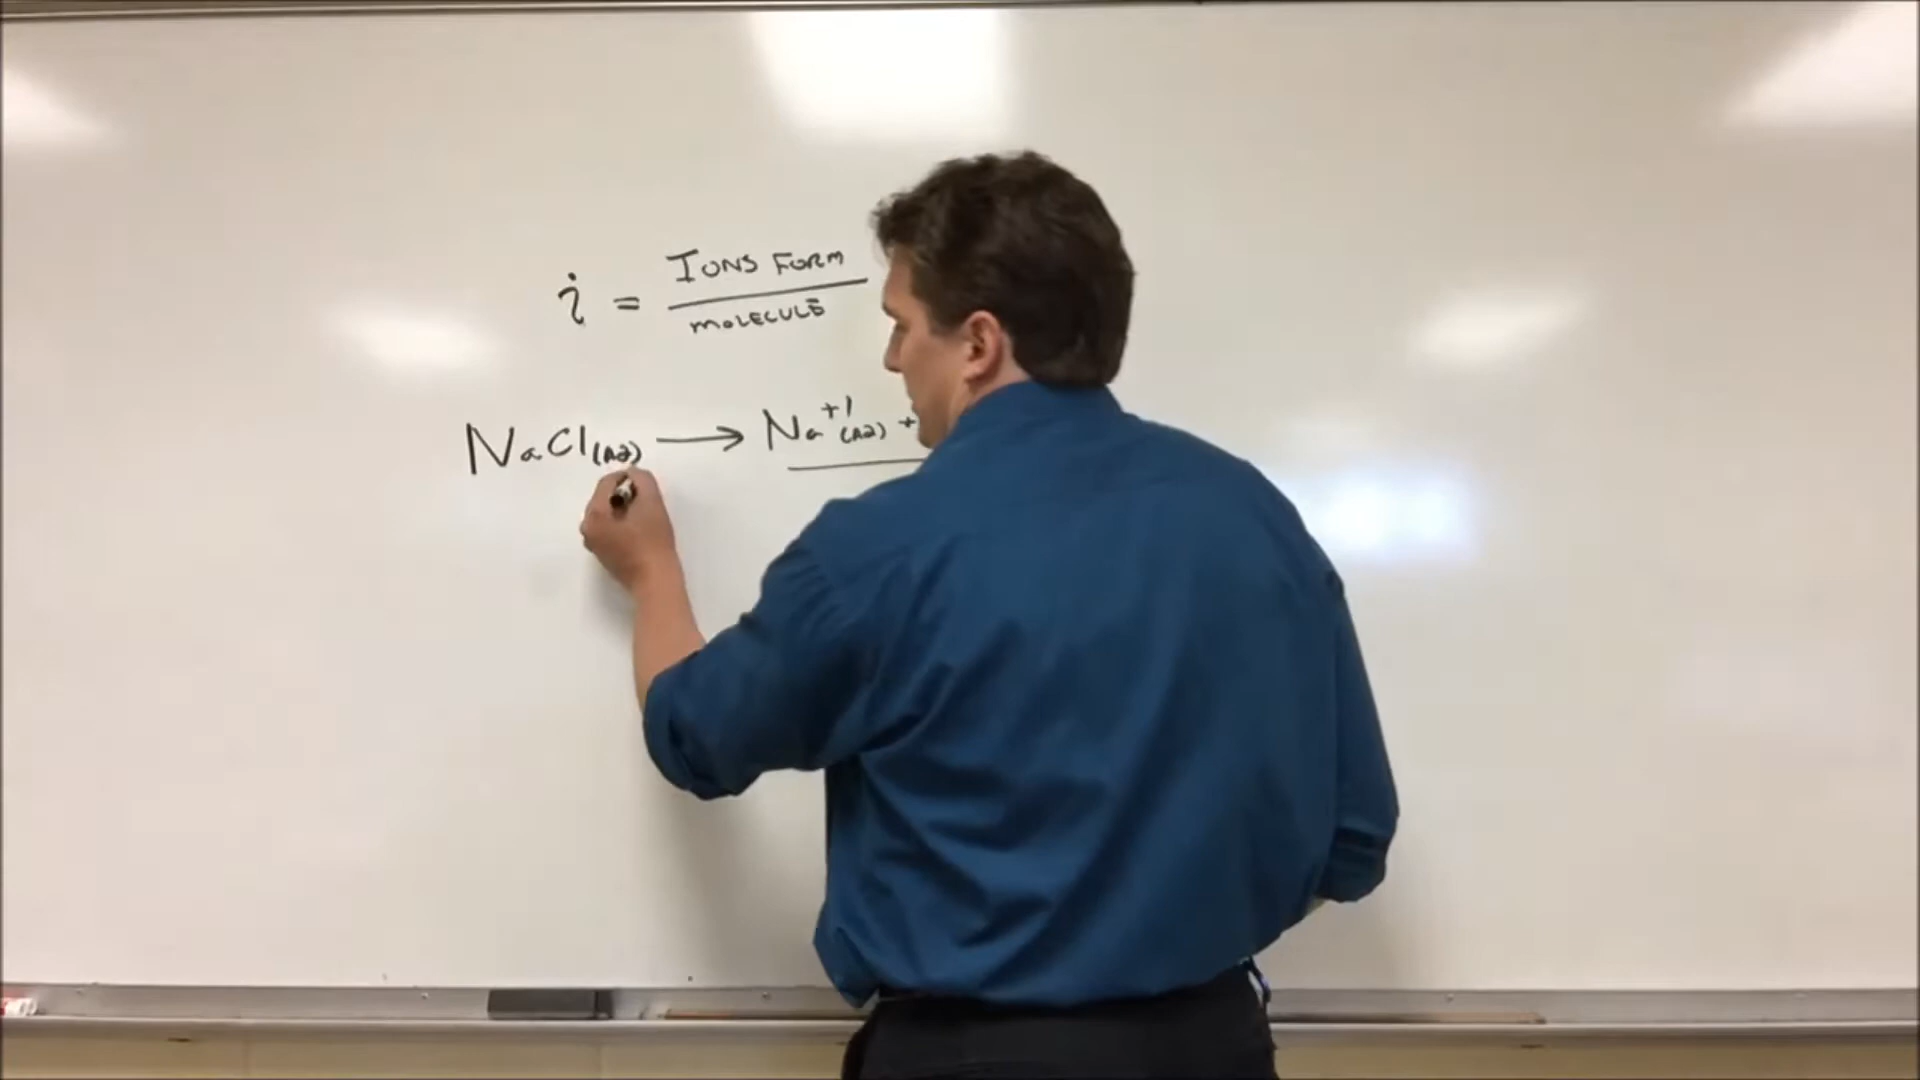 i = IONS FORM
MOLECULE
NaCl(AQ) → Na+1(AQ) +